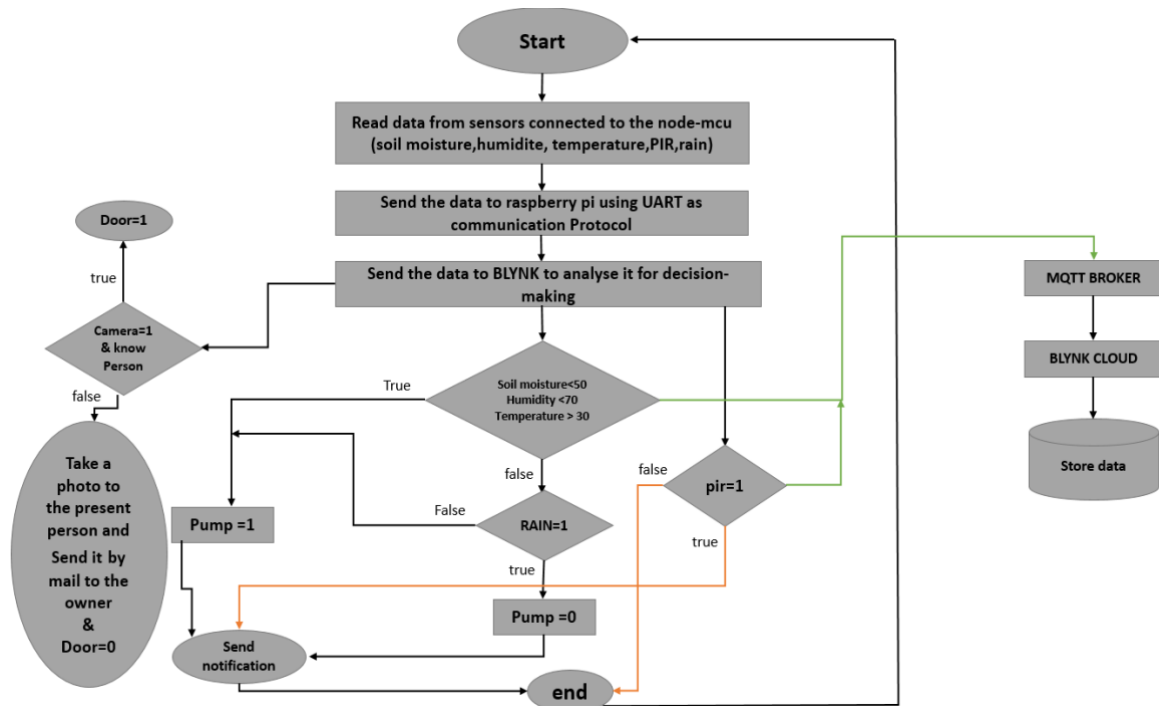 Start
Read data from sensors connected to the node-mcu
(soil moisture,humidite, temperature,PIR,rain)
Send the data to raspberry pi using UART as
communication Protocol
Send the data to BLYNK to analyse it for decision-
making
Door=1
true
Camera=1
& know
Person
false
Take a
photo to
the present
person and
Send it by
mail to the
owner
&
Door=0
True
Soil moisture<50
Humidity <70
Temperature > 30
false
False
RAIN=1
true
Pump =1
Pump =0
false
pir=1
true
Send
notification
end
MQTT BROKER
BLYNK CLOUD
Store data